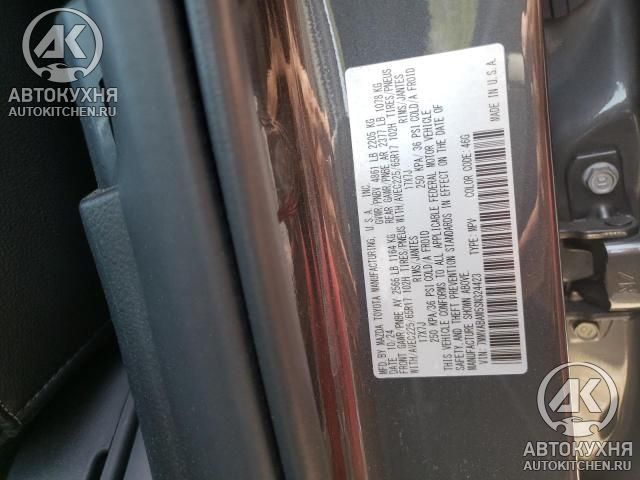 АВТОКУХНЯ
AUTOKITCHEN.RU
MFD.BY MAZDA TOYOTA MANUFACTURING, U.S.A., INC.
DATE: 10/24 GVWR:PNBV 4861 LB 2205 KG
FRONT GAWR:PNBE AV 2566 LB 1164 KG REAR GAWR:PNBE AR 2377 LB 1078 KG
WITH/AVEC225/65R17 102H TIRES/PNEUS WITH/AVEC225/65R17 102H TIRES/PNEUS
RIMS/JANTES RIMS/JANTES
17X7J 17X7J
250 KPA/36 PSI COLD/A FROID 250 KPA/36 PSI COLD/A FROID
THIS VEHICLE CONFORMS TO ALL APPLICABLE FEDERAL MOTOR VEHICLE
SAFETY AND THEFT PREVENTION STANDARDS IN EFFECT ON THE DATE OF
MANUFACTURE SHOWN ABOVE.
VIN: 7MMVABAM5SN324423 TYPE: MPV
COLOR CODE: 46G
MADE IN U.S.A.
АВТОКУХНЯ
AUTOKITCHEN.RU